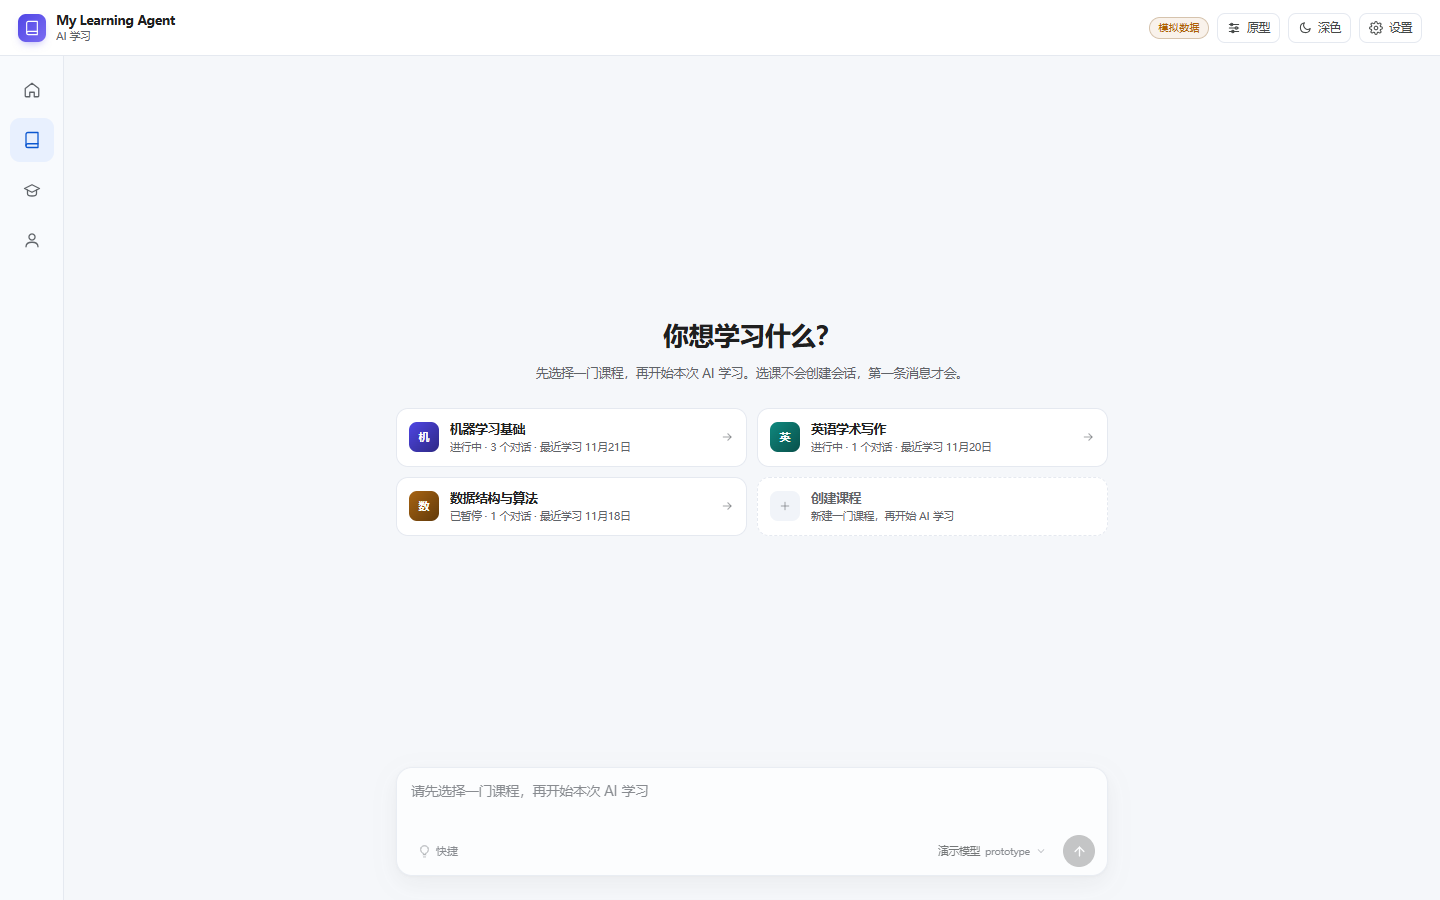 My Learning Agent
AI 学习
模拟数据
原型
深色
设置
你想学习什么？
先选择一门课程，再开始本次 AI 学习。选课不会创建会话，第一条消息才会。
机
机器学习基础
进行中 · 3 个对话 · 最近学习 11月21日
英
英语学术写作
进行中 · 1 个对话 · 最近学习 11月20日
数
数据结构与算法
已暂停 · 1 个对话 · 最近学习 11月18日
创建课程
新建一门课程，再开始 AI 学习
请先选择一门课程，再开始本次 AI 学习
快捷
演示模型 prototype